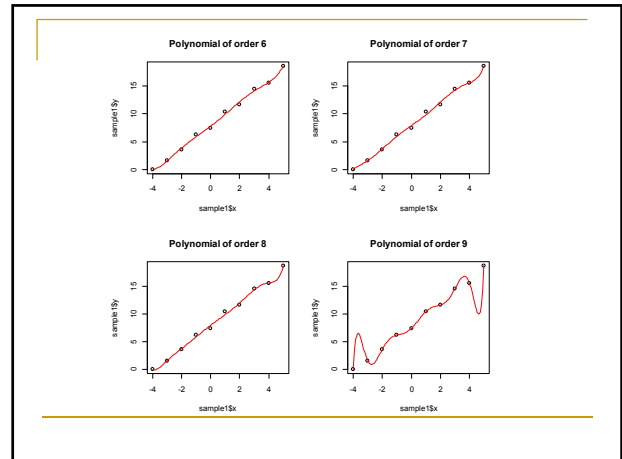 Polynomial of order 6
sample1$y
0 5 10 15
-4 -2 0 2 4
sample1$x
Polynomial of order 7
sample1$y
0 5 10 15
-4 -2 0 2 4
sample1$x
Polynomial of order 8
sample1$y
0 5 10 15
-4 -2 0 2 4
sample1$x
Polynomial of order 9
sample1$y
0 5 10 15
-4 -2 0 2 4
sample1$x